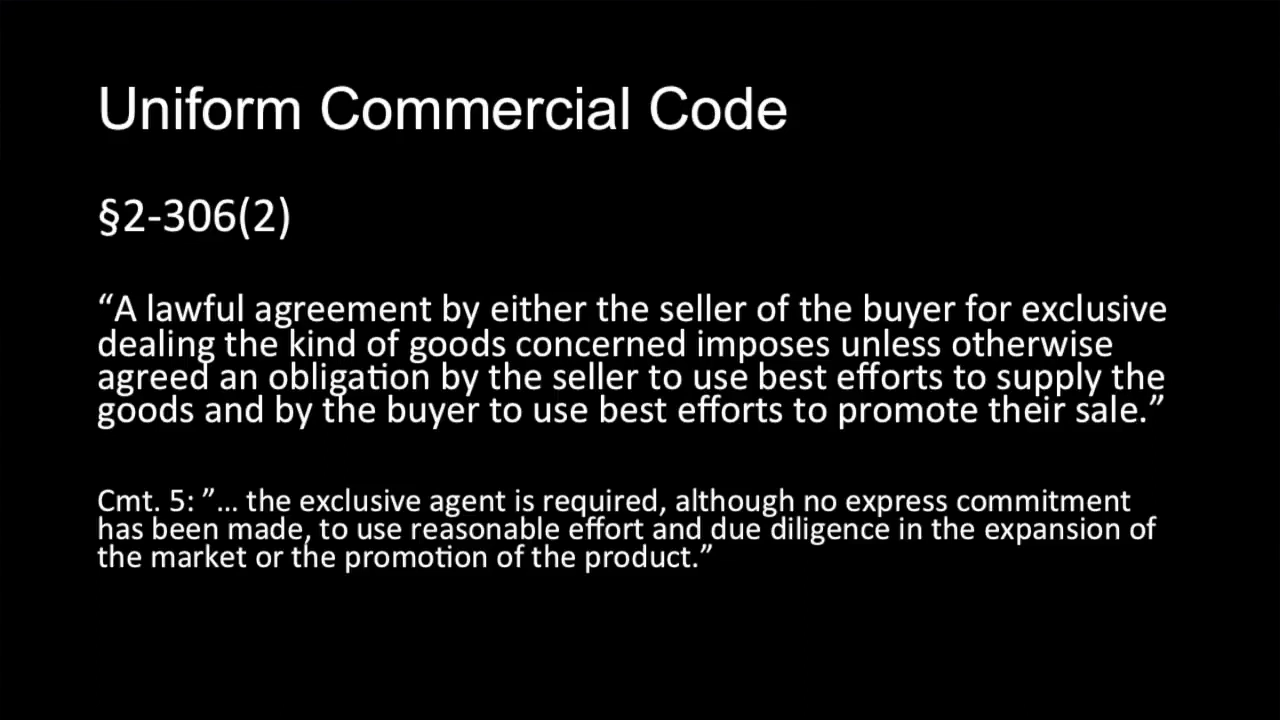 Uniform Commercial Code
§2-306(2)
“A lawful agreement by either the seller of the buyer for exclusive
dealing the kind of goods concerned imposes unless otherwise
agreed an obligation by the seller to use best efforts to supply the
goods and by the buyer to use best efforts to promote their sale.”
Cmt. 5: ”… the exclusive agent is required, although no express commitment
has been made, to use reasonable effort and due diligence in the expansion of
the market or the promotion of the product.”